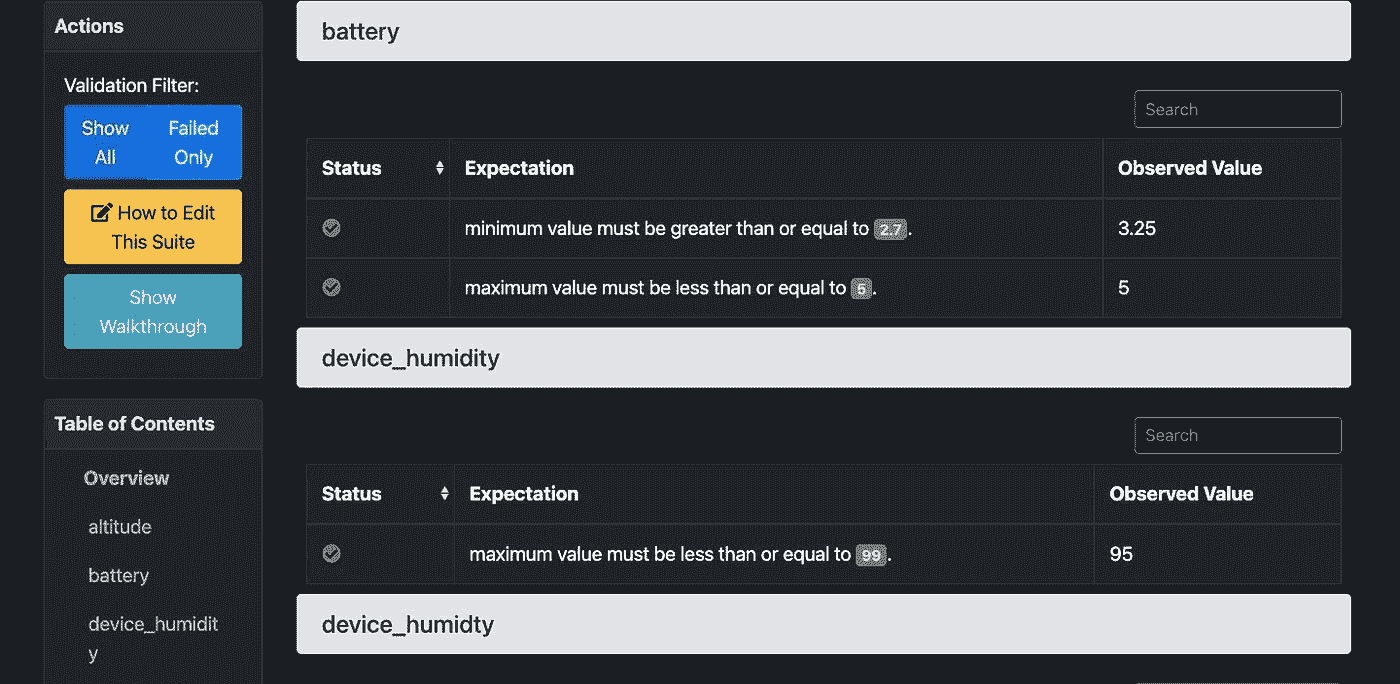 Actions
Validation Filter:
Show
All
Failed
Only
How to Edit
This Suite
Show
Walkthrough
Table of Contents
Overview
altitude
battery
device_humidit
y
battery
Search
Status Expectation Observed Value
minimum value must be greater than or equal to 2.7. 3.25
maximum value must be less than or equal to 5. 5
device_humidity
Search
Status Expectation Observed Value
maximum value must be less than or equal to 99. 95
device_humidty